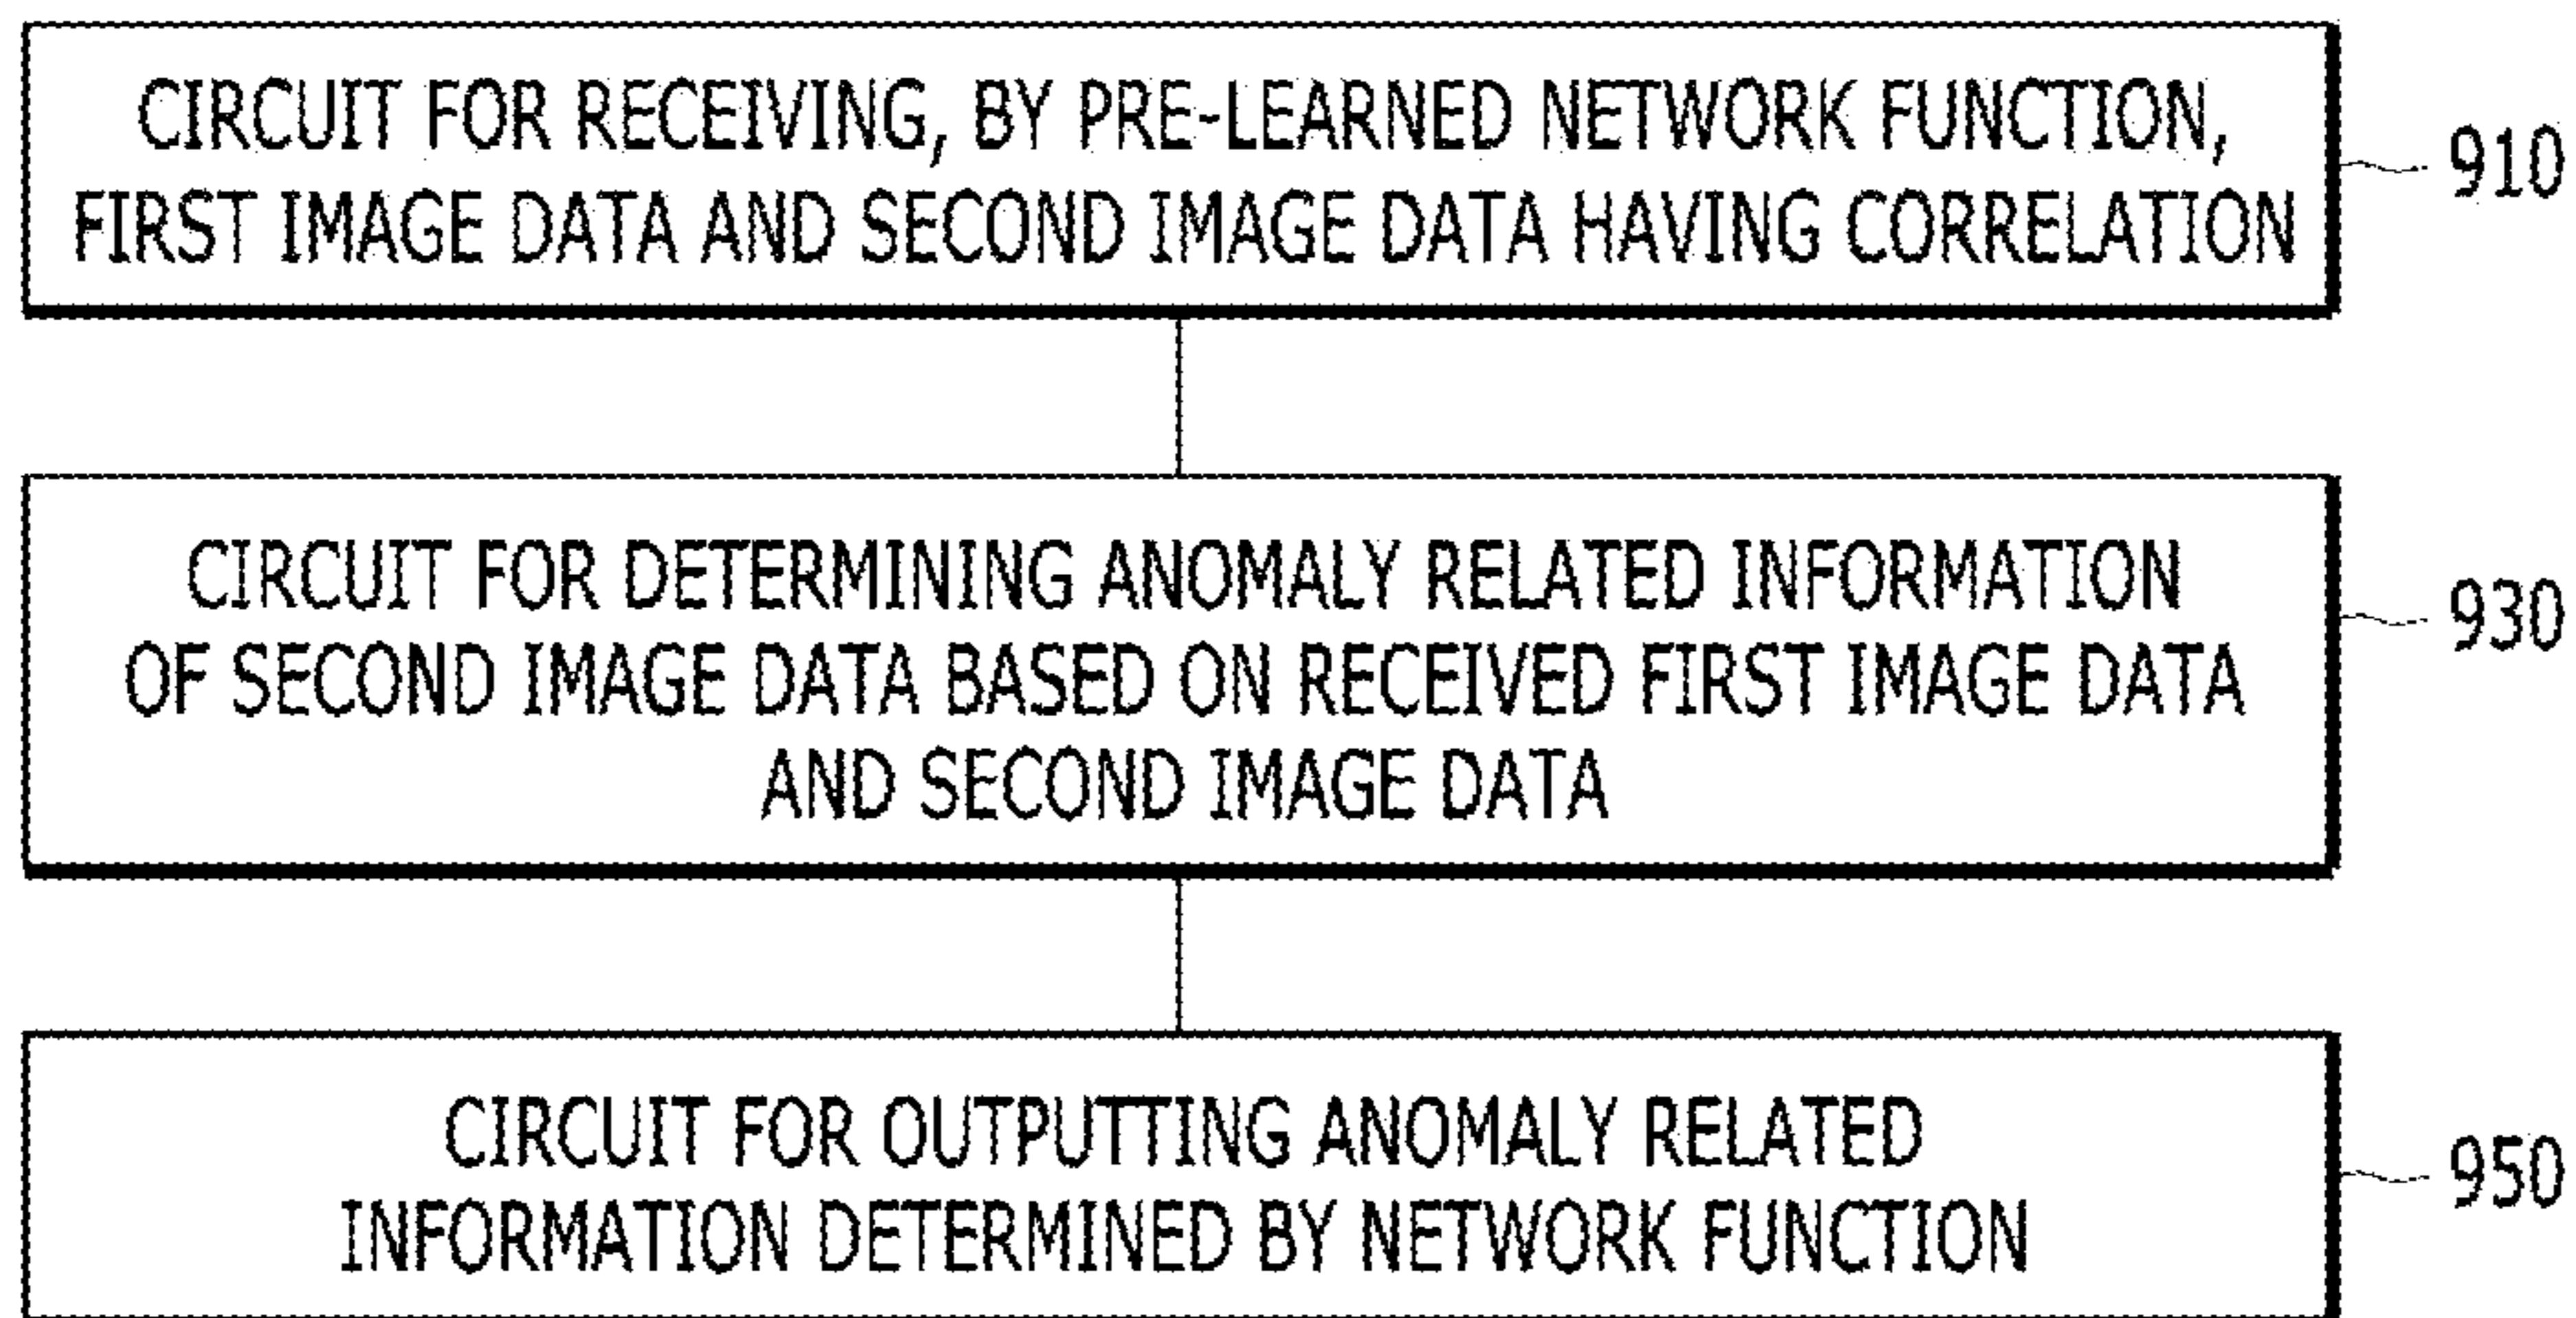 CIRCUIT FOR RECEIVING, BY PRE-LEARNED NETWORK FUNCTION,
FIRST IMAGE DATA AND SECOND IMAGE DATA HAVING CORRELATION
910
CIRCUIT FOR DETERMINING ANOMALY RELATED INFORMATION
OF SECOND IMAGE DATA BASED ON RECEIVED FIRST IMAGE DATA
AND SECOND IMAGE DATA
930
CIRCUIT FOR OUTPUTTING ANOMALY RELATED
INFORMATION DETERMINED BY NETWORK FUNCTION
950